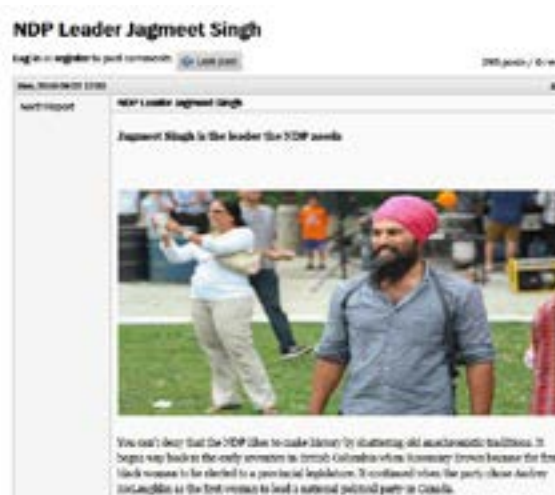 NDP Leader Jagmeet Singh
Log in or register to post comments Last post
NDP Leader Jagmeet Singh
Jagmeet Singh is the leader the NDP needs
You can't deny that the NDP likes to make history by shattering old anachronistic traditions. It
began way back in the early seventies in British Columbia when Rosemary Brown became the first
black woman to be elected to a provincial legislature. It continued when the party chose Audrey
McLaughlin as the first woman to lead a national political party in Canada.